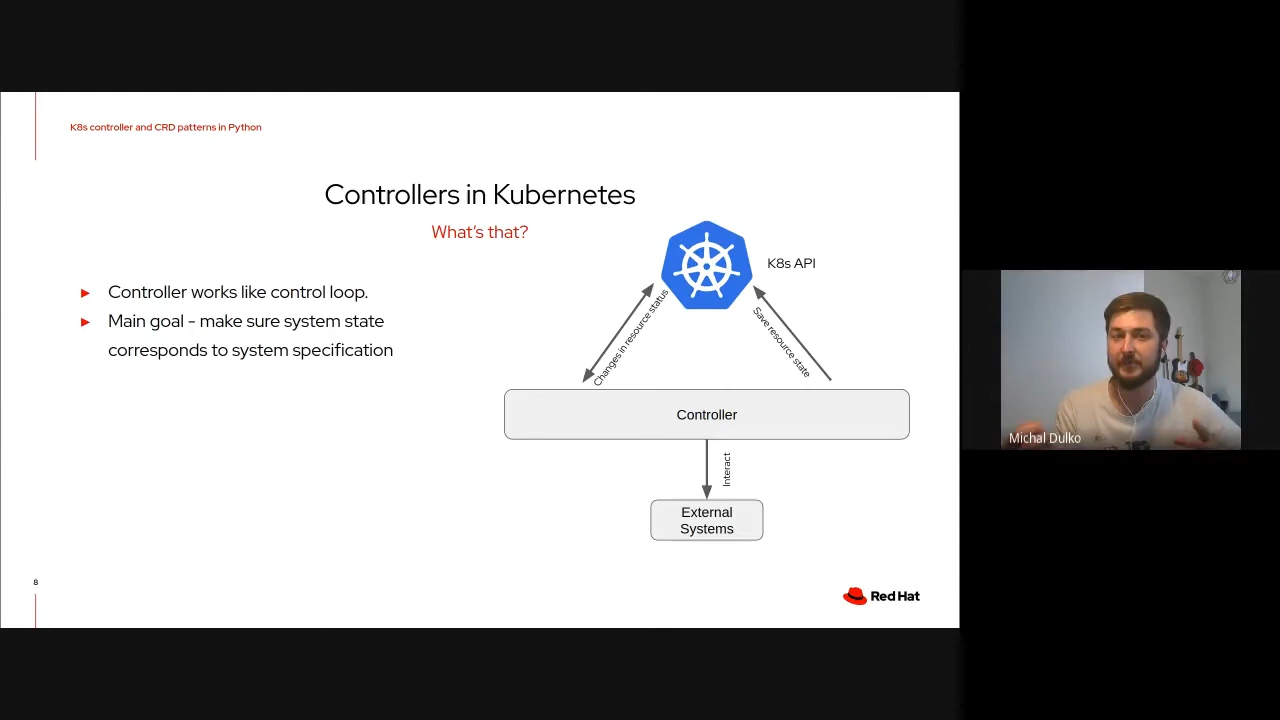 K8s controller and CRD patterns in Python
Controllers in Kubernetes
What's that?
► Controller works like control loop.
► Main goal - make sure system state
corresponds to system specification
K8s API
Changes in resource status
Save resource state
Controller
Interact
External
Systems
8
Red Hat
Michal Dulko